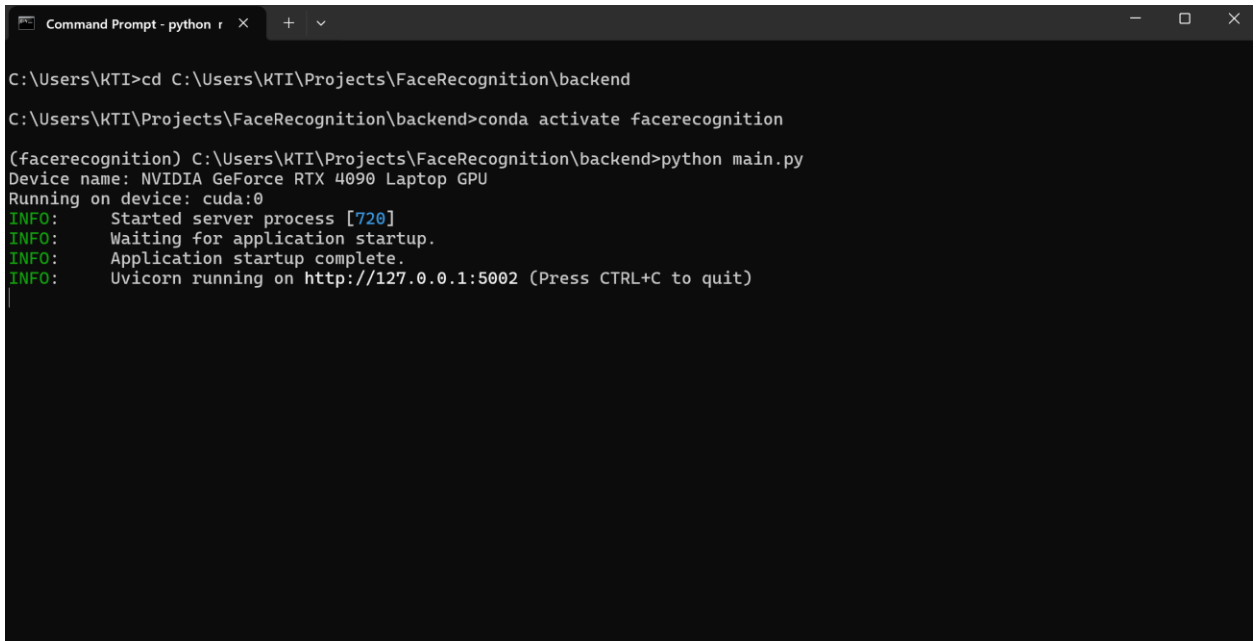 Command Prompt - python r
C:\Users\KTI>cd C:\Users\KTI\Projects\FaceRecognition\backend
C:\Users\KTI\Projects\FaceRecognition\backend>conda activate facerecognition
(facerecognition) C:\Users\KTI\Projects\FaceRecognition\backend>python main.py
Device name: NVIDIA GeForce RTX 4090 Laptop GPU
Running on device: cuda:0
INFO:     Started server process [720]
INFO:     Waiting for application startup.
INFO:     Application startup complete.
INFO:     Uvicorn running on http://127.0.0.1:5002 (Press CTRL+C to quit)